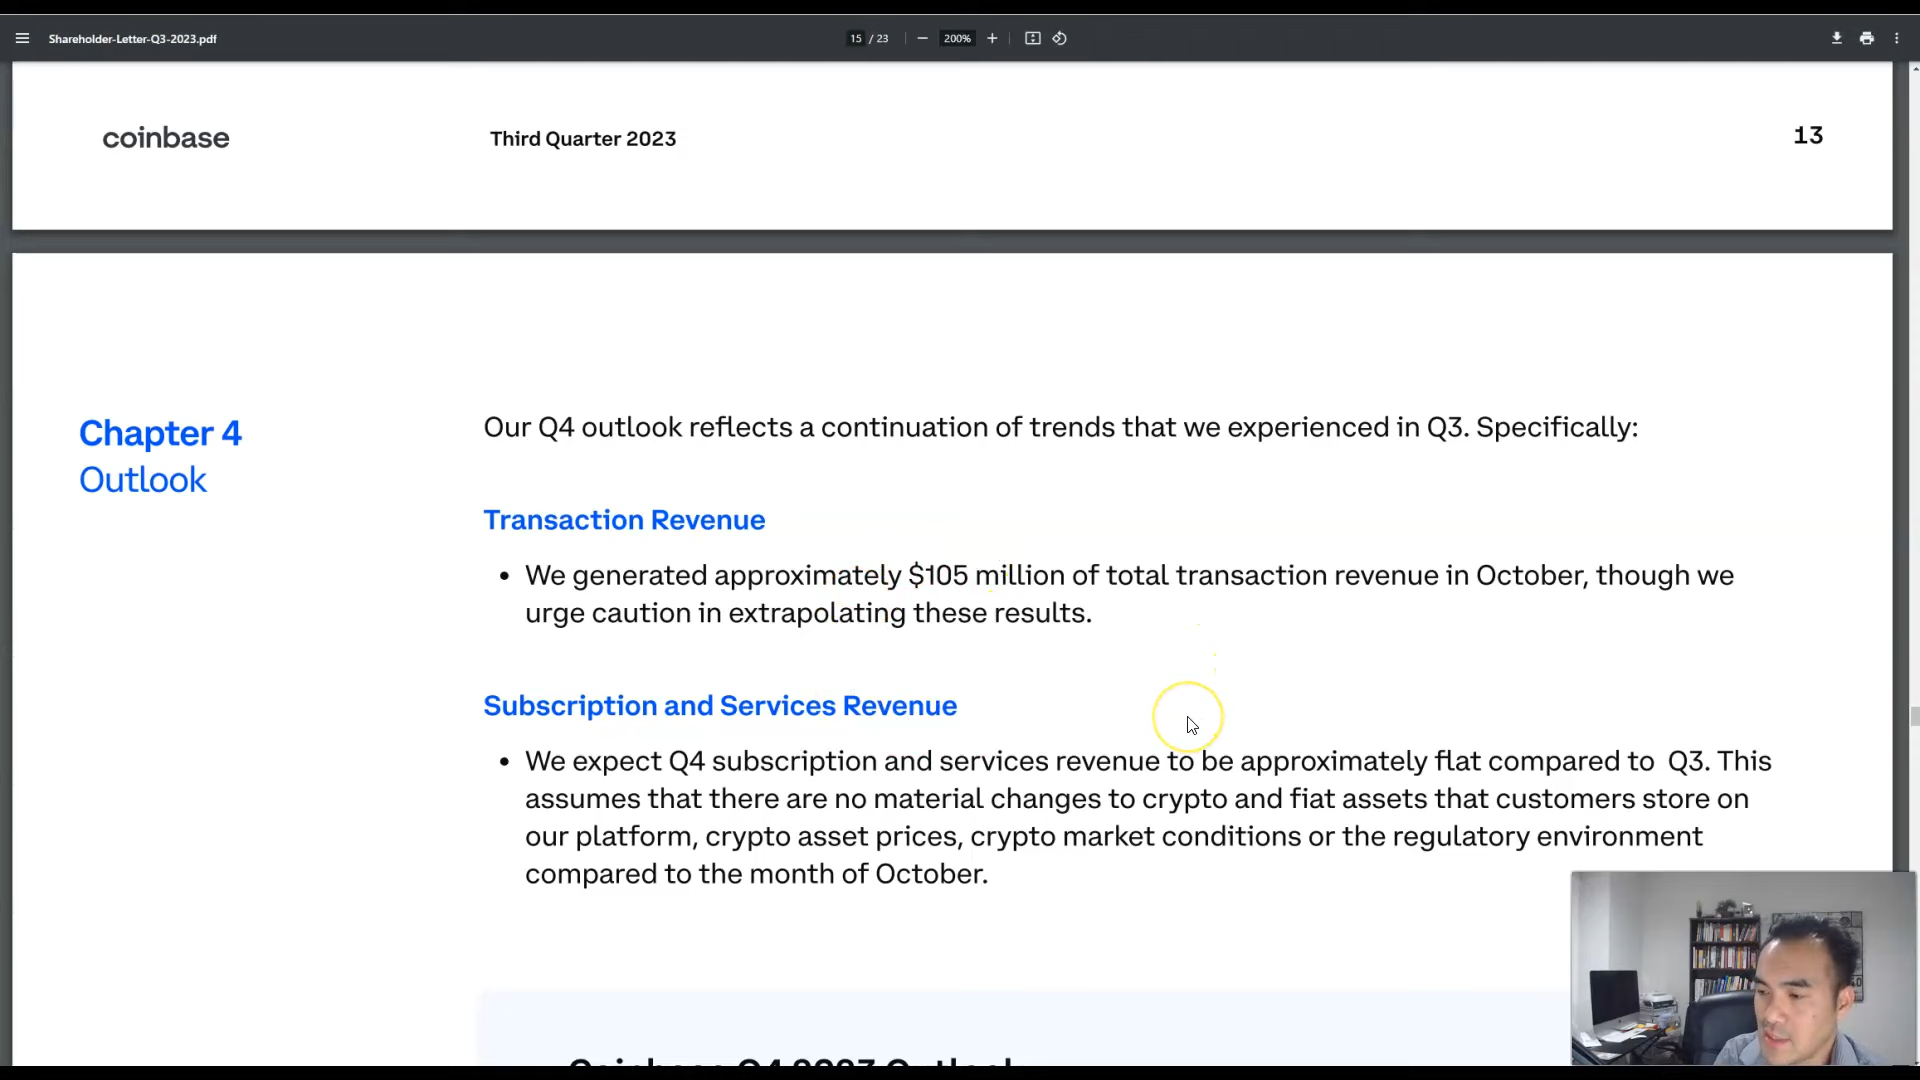 Shareholder-Letter-Q3-2023.pdf
15 / 23
200%
coinbase
Third Quarter 2023
13
Chapter 4
Outlook
Our Q4 outlook reflects a continuation of trends that we experienced in Q3. Specifically:
Transaction Revenue
• We generated approximately $105 million of total transaction revenue in October, though we
urge caution in extrapolating these results.
Subscription and Services Revenue
• We expect Q4 subscription and services revenue to be approximately flat compared to Q3. This
assumes that there are no material changes to crypto and fiat assets that customers store on
our platform, crypto asset prices, crypto market conditions or the regulatory environment
compared to the month of October.
Coinbase Q4 2023 Outlook